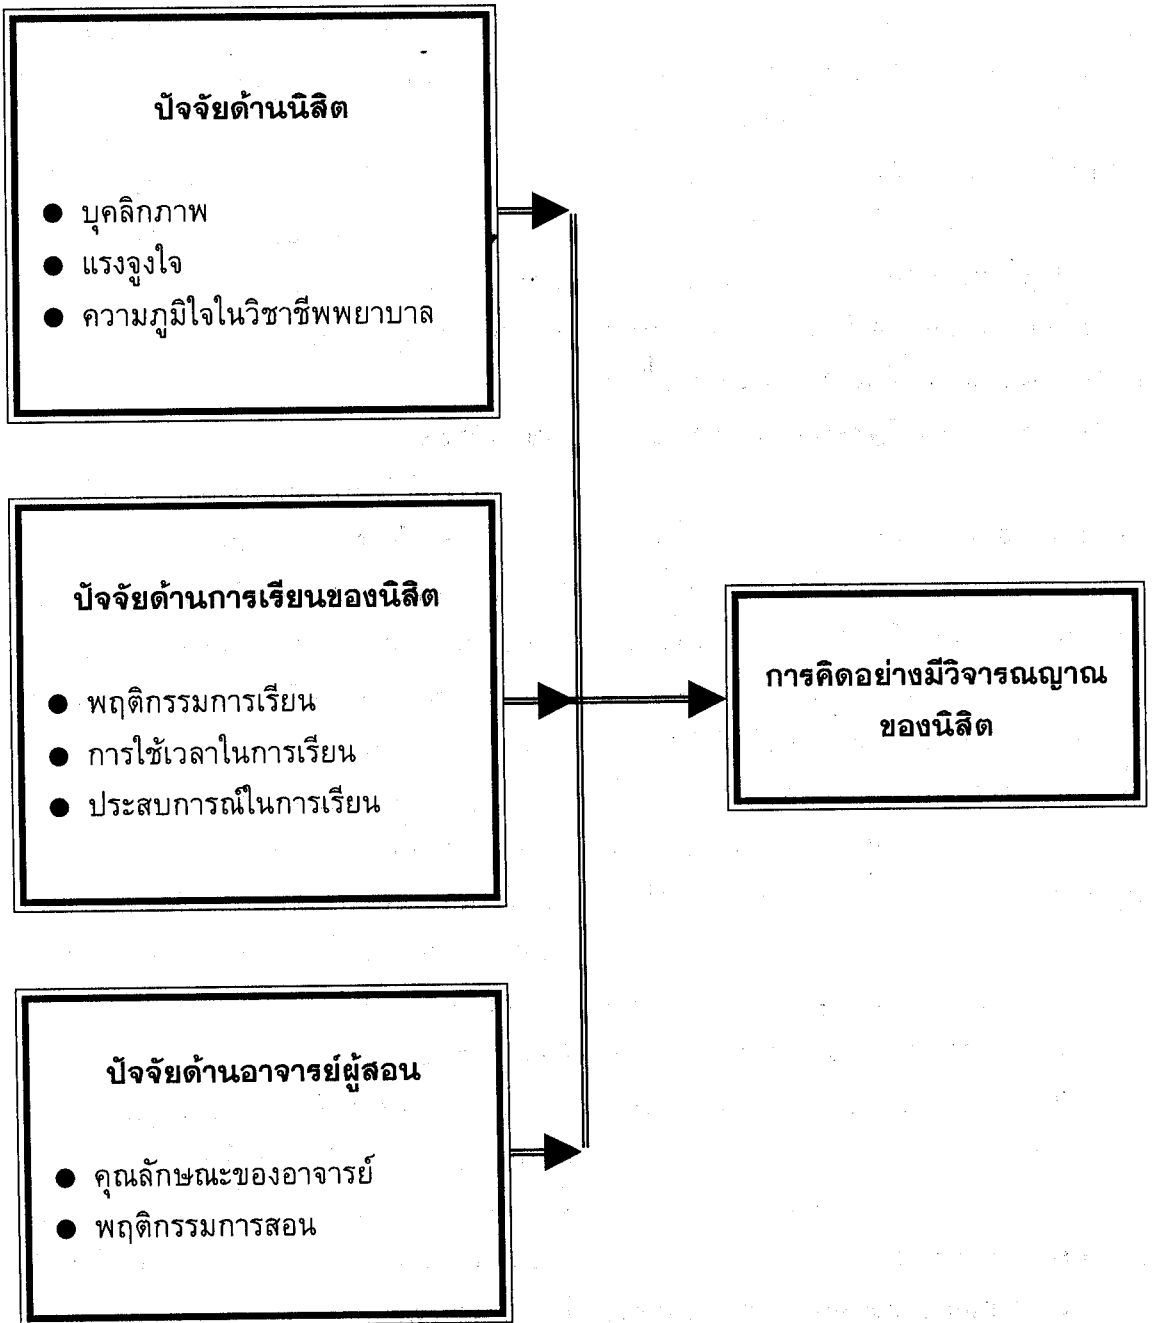 ปัจจัยด้านนิสิต
● บุคลิกภาพ
● แรงจูงใจ
● ความภูมิใจในวิชาชีพพยาบาล
ปัจจัยด้านการเรียนของนิสิต
● พฤติกรรมการเรียน
● การใช้เวลาในการเรียน
● ประสบการณ์ในการเรียน
การคิดอย่างมีวิจารณญาณ
ของนิสิต
ปัจจัยด้านอาจารย์ผู้สอน
● คุณลักษณะของอาจารย์
● พฤติกรรมการสอน